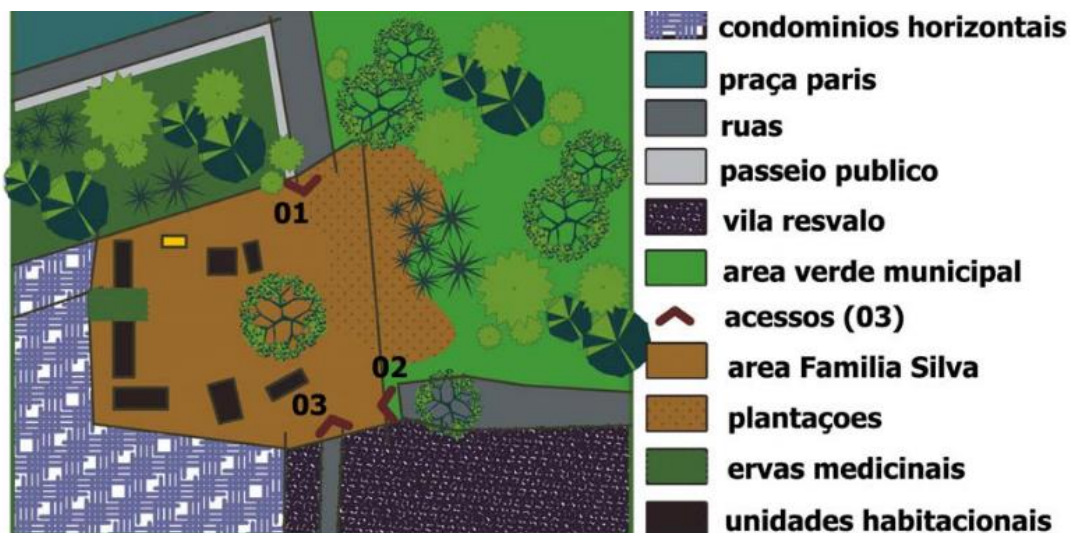 condominios horizontais
praça paris
ruas
passeio publico
vila resvalo
area verde municipal
acessos (03)
area Familia Silva
plantaçoes
ervas medicinais
unidades habitacionais
01
02
03